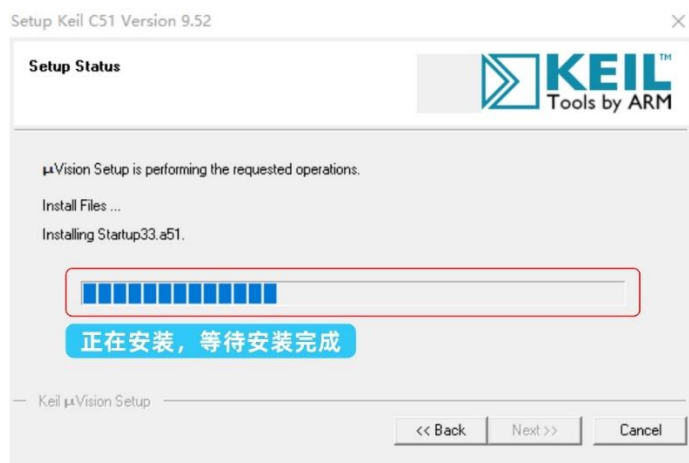 Setup Keil C51 Version 9.52
Setup Status
KEIL™
Tools by ARM
µVision Setup is performing the requested operations.
Install Files ...
Installing Startup33.a51.
正在安装，等待安装完成
Keil µVision Setup
<< Back
Next >>
Cancel